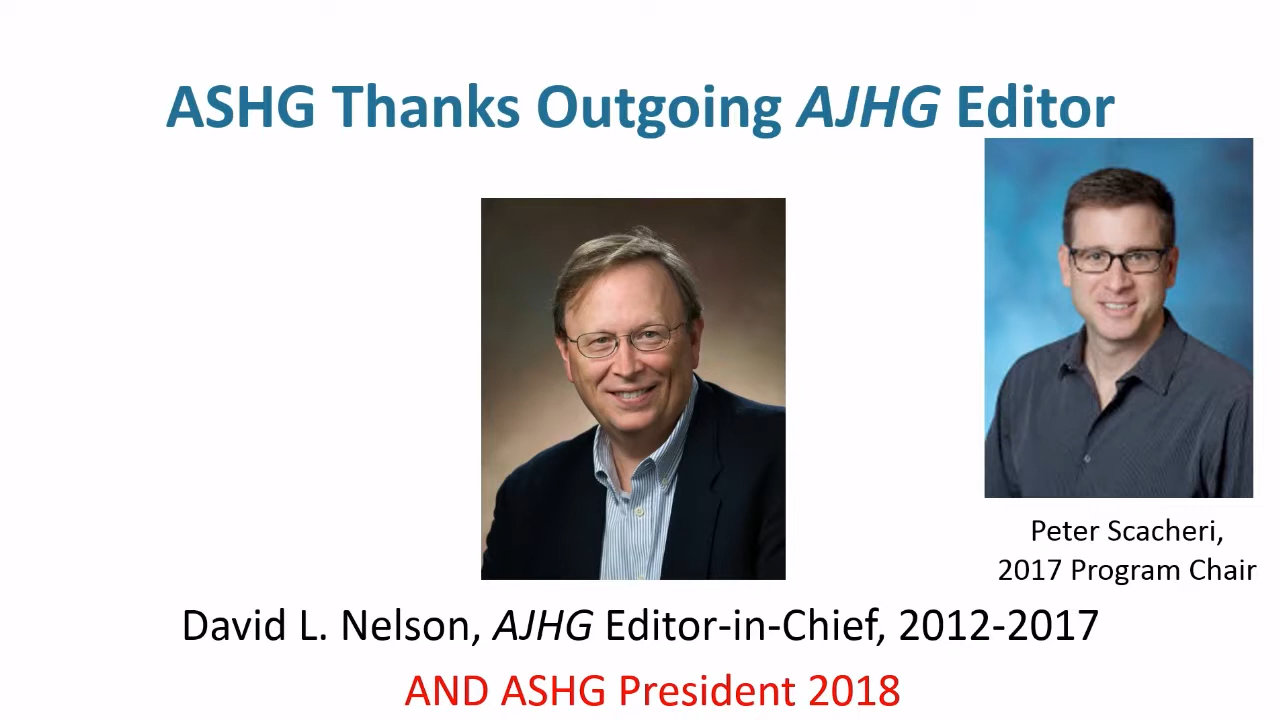 ASHG Thanks Outgoing AJHG Editor
Peter Scacheri,
2017 Program Chair
David L. Nelson, AJHG Editor-in-Chief, 2012-2017
AND ASHG President 2018